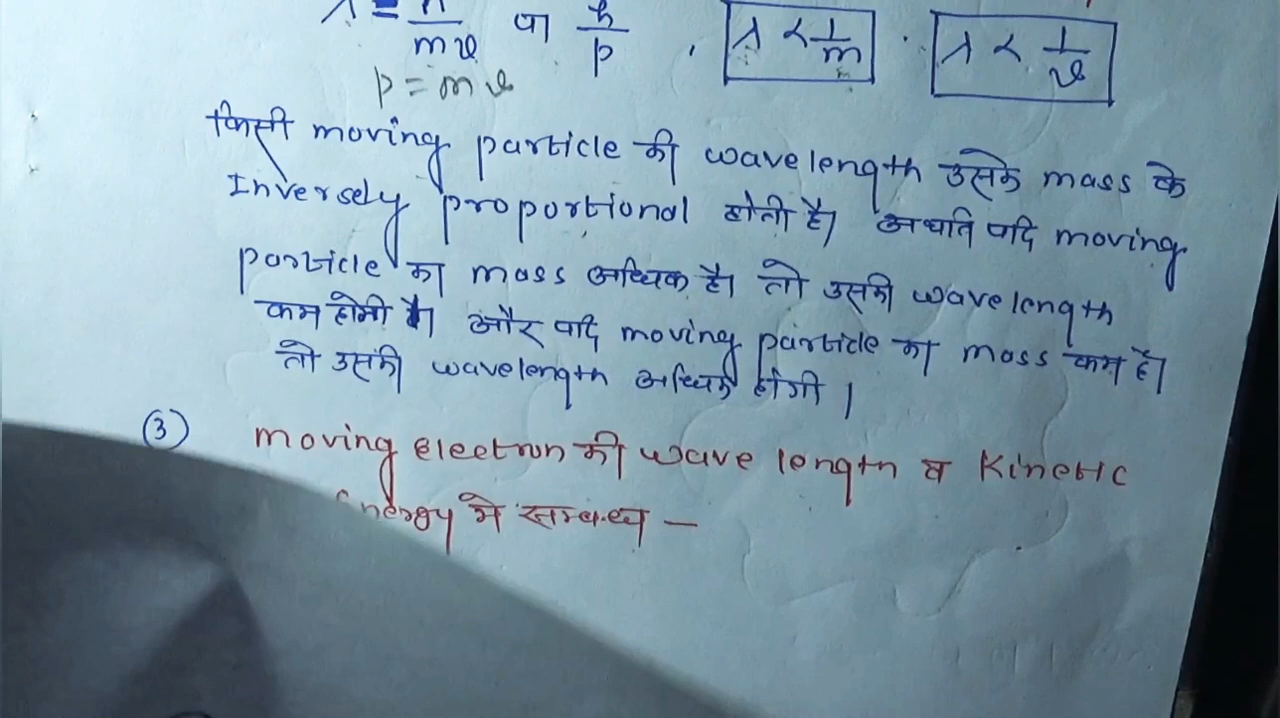 λ = h/mv या h/p , λ ∝ 1/m . λ ∝ 1/v
p = mv
किसी moving particle की wavelength उसके mass के
Inversely proportional होती है। अर्थात यदि moving
particle का mass अधिक है। तो उसकी wavelength
कम होगी है। और यदि moving particle का mass कम है।
तो उसकी wavelength अधिक होगी ।
(3) moving electron की wave length व Kinetic
Energy मे सम्बन्ध —